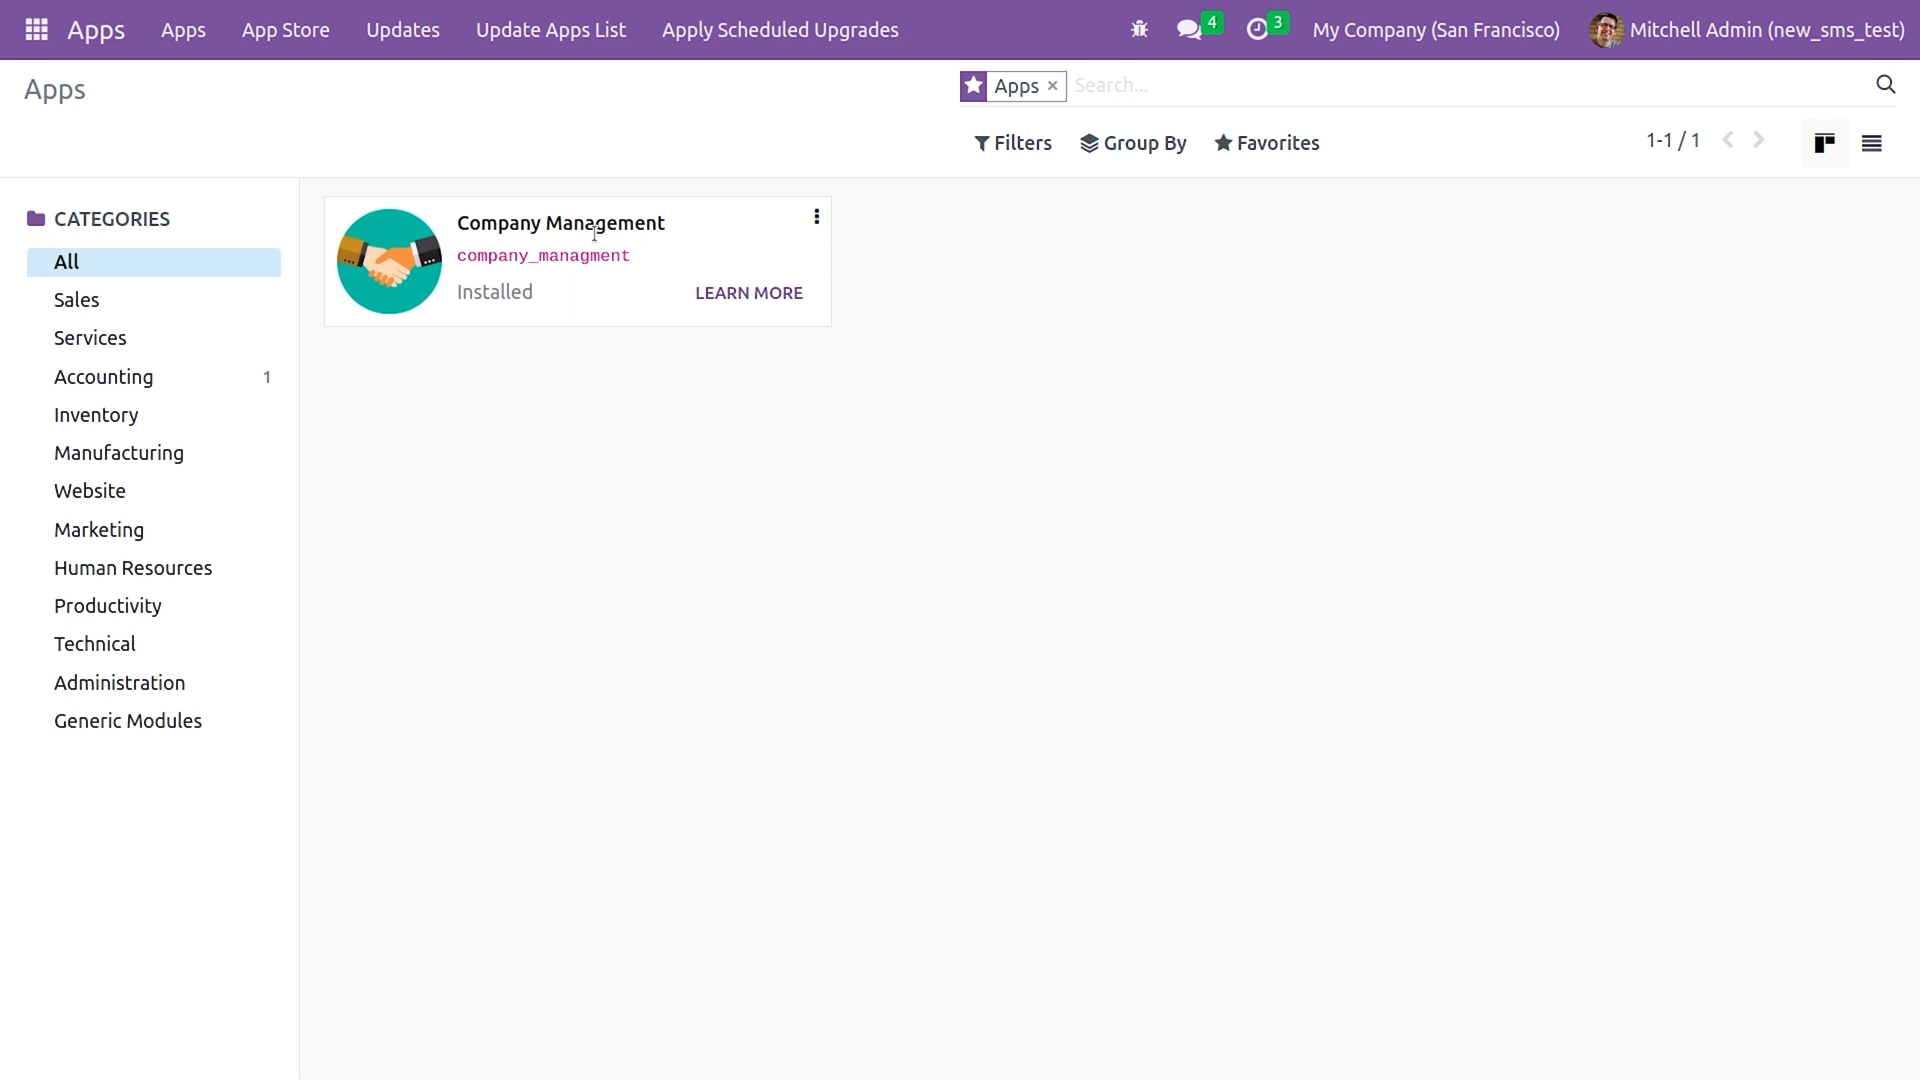 Apps Apps App Store Updates Update Apps List Apply Scheduled Upgrades 4 3 My Company (San Francisco) Mitchell Admin (new_sms_test)
Apps
Apps × Search...
Filters Group By Favorites 1-1 / 1
CATEGORIES
All
Sales
Services
Accounting 1
Inventory
Manufacturing
Website
Marketing
Human Resources
Productivity
Technical
Administration
Generic Modules
Company Management
company_managment
Installed LEARN MORE